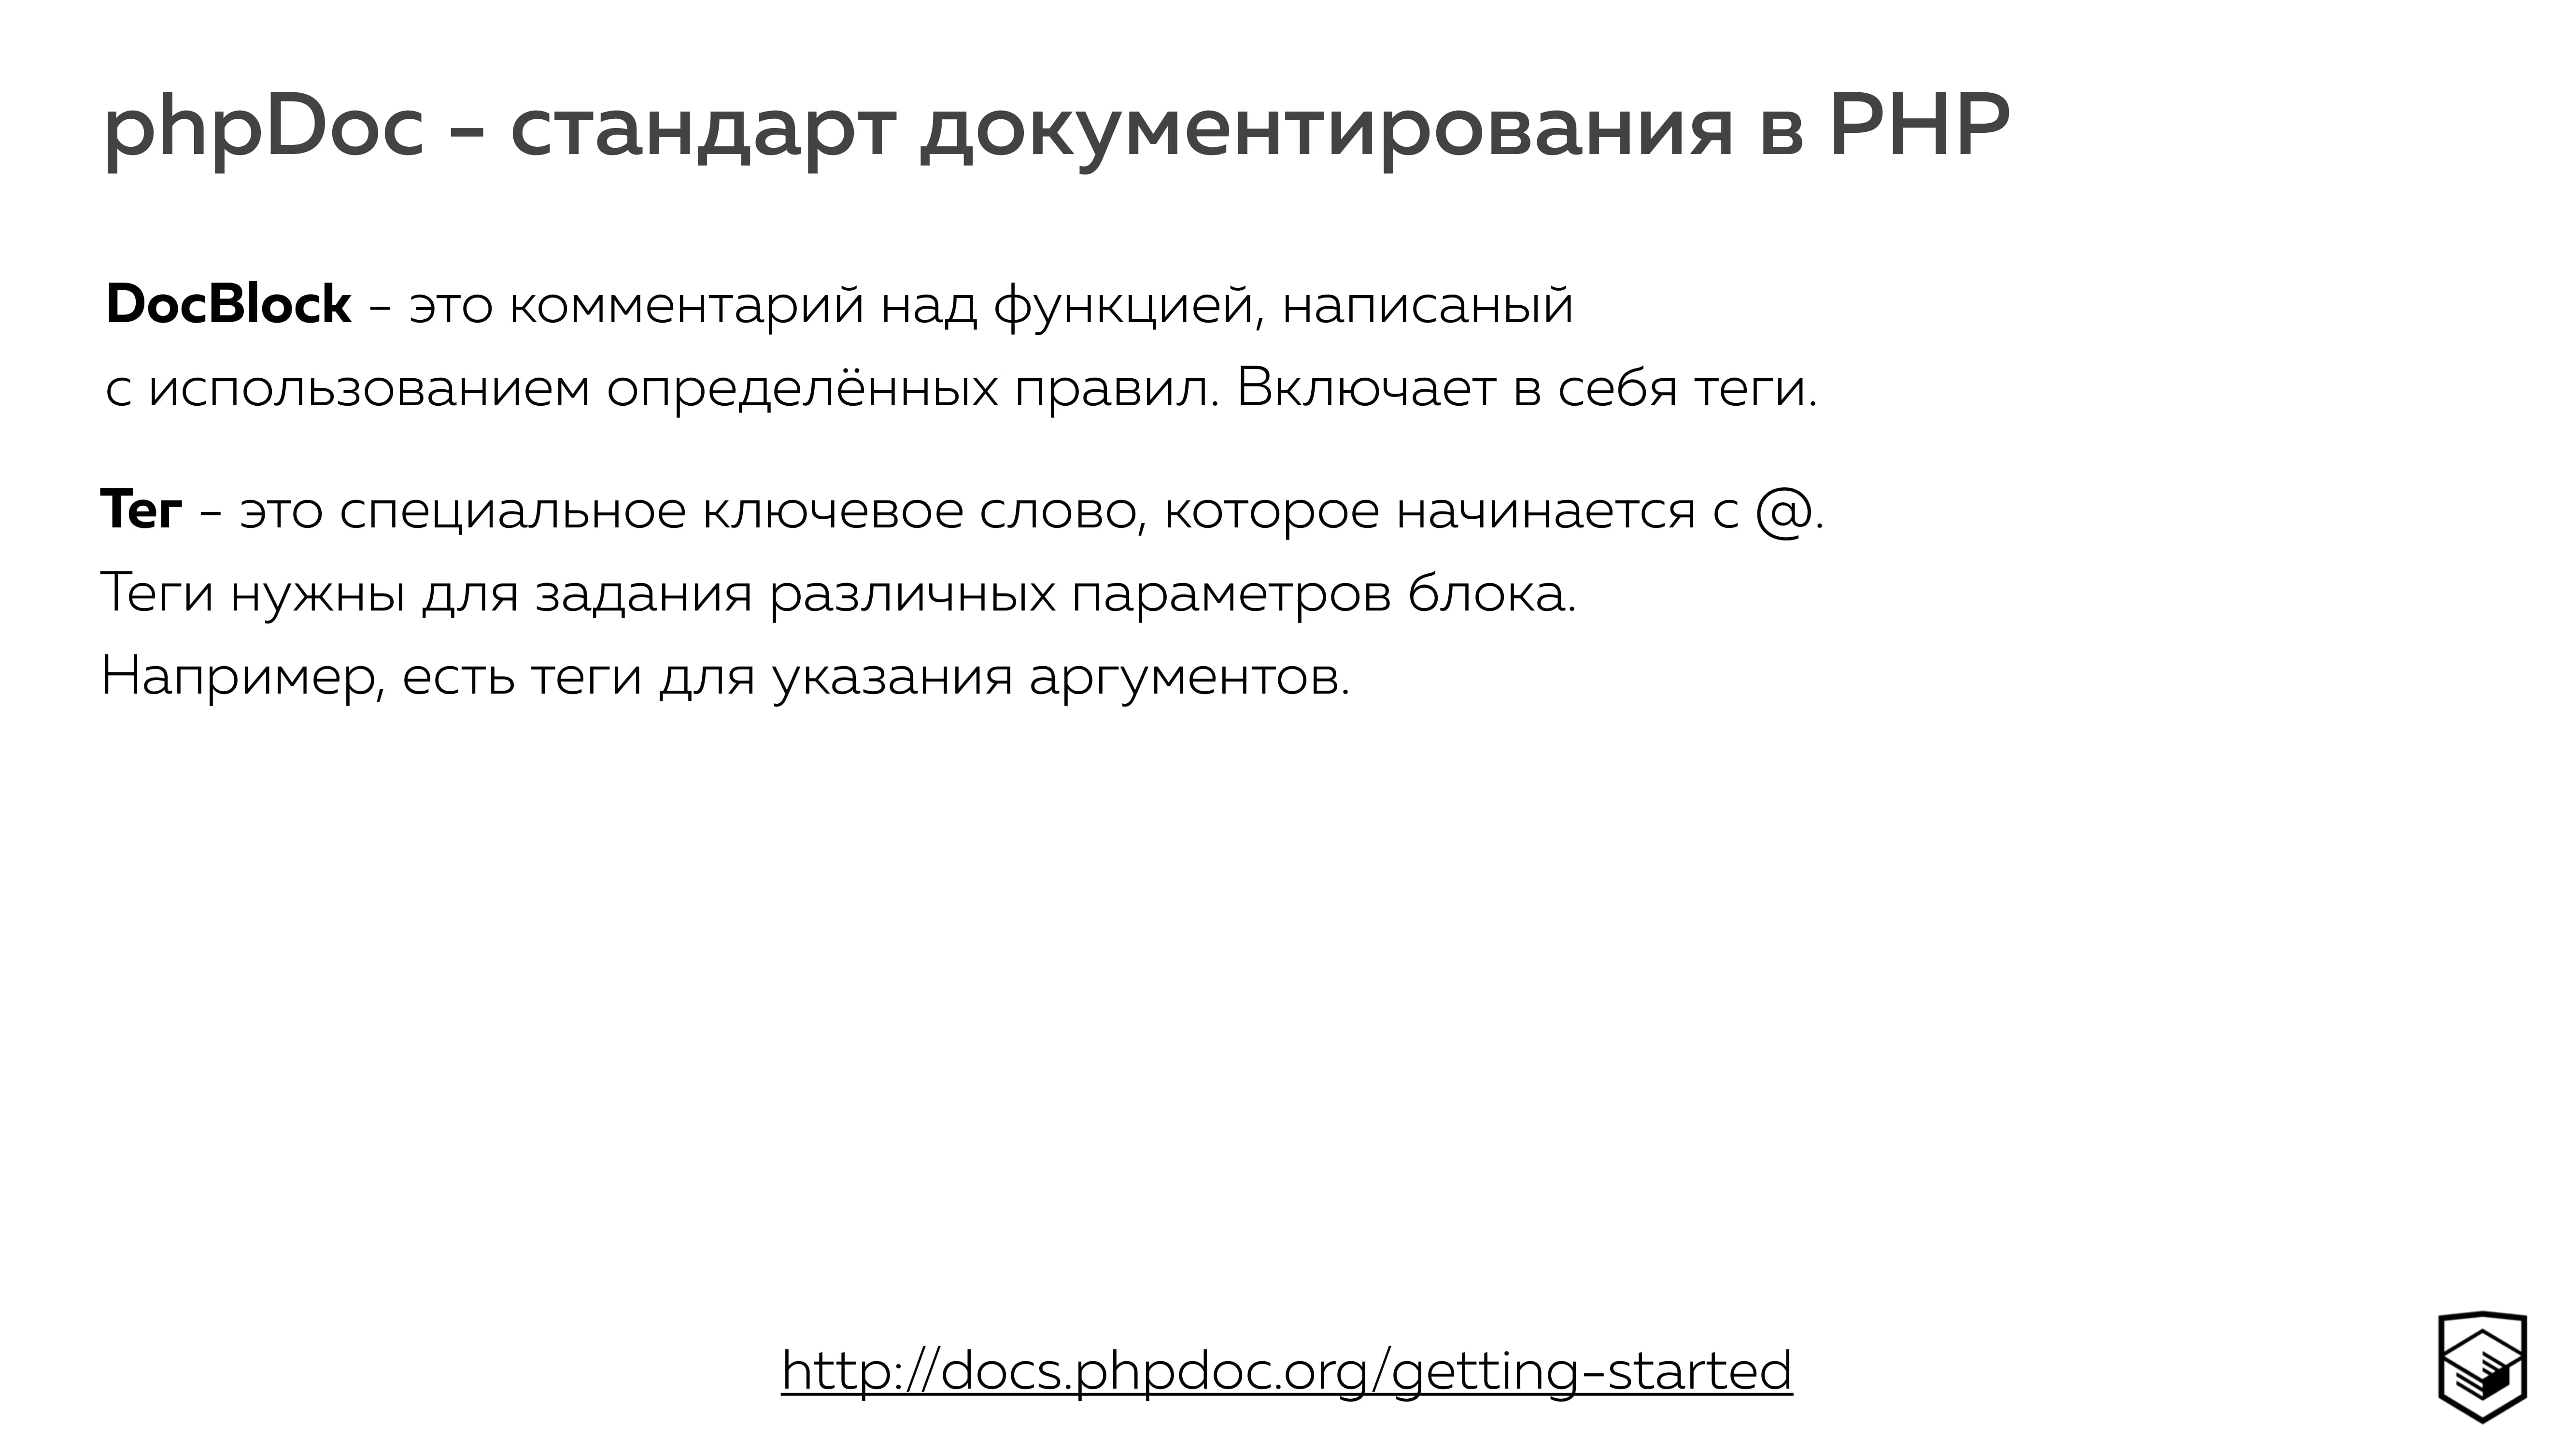 phpDoc - стандарт документирования в PHP
DocBlock - это комментарий над функцией, написаный
с использованием определённых правил. Включает в себя теги.
Тег - это специальное ключевое слово, которое начинается с @.
Теги нужны для задания различных параметров блока.
Например, есть теги для указания аргументов.
http://docs.phpdoc.org/getting-started